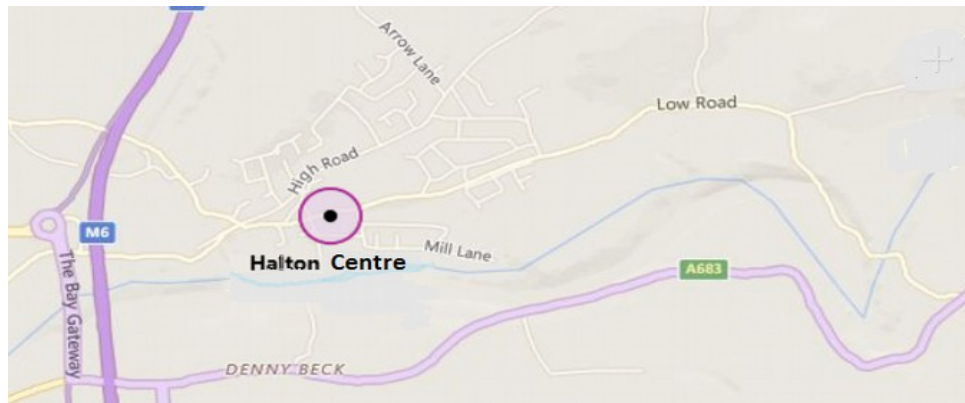 Arrow Lane
Low Road
High Road
M6
Mill Lane
Halton Centre
The Bay Gateway
A683
DENNY BECK